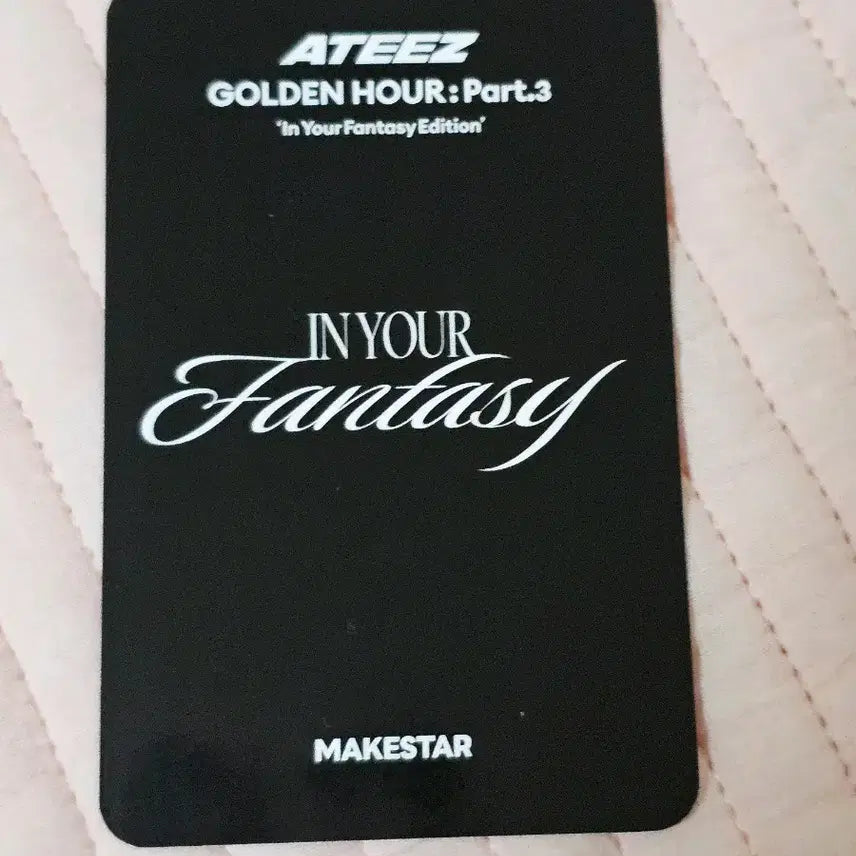 ATEEZ
GOLDEN HOUR : Part.3
'In Your Fantasy Edition'
IN YOUR
Fantasy
MAKESTAR